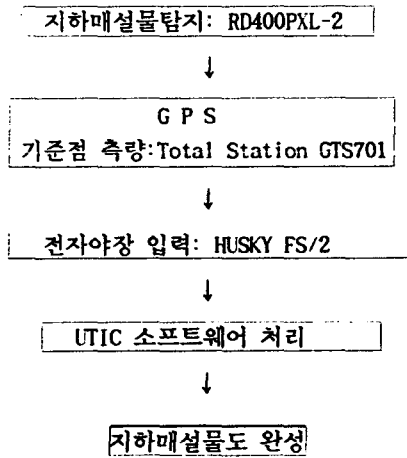 지하매설물탐지: RD400PXL-2
↓
G P S
기준점 측량:Total Station GTS701
↓
전자야장 입력: HUSKY FS/2
↓
UTIC 소프트웨어 처리
↓
지하매설물도 완성